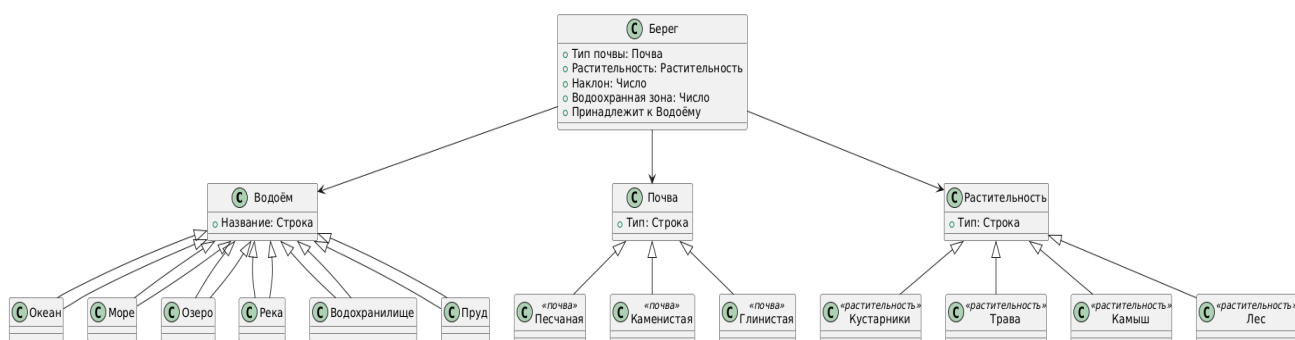 C Берег
Тип почвы: Почва
Растительность: Растительность
Наклон: Число
Водоохранная зона: Число
Принадлежит к Водоёму
C Водоём
Название: Строка
C Почва
Тип: Строка
C Растительность
Тип: Строка
C Океан
C Море
C Озеро
C Река
C Водохранилище
C Пруд
C «почва»
Песчаная
C «почва»
Каменистая
C «почва»
Глинистая
C «растительность»
Кустарники
C «растительность»
Трава
C «растительность»
Камыш
C «растительность»
Лес